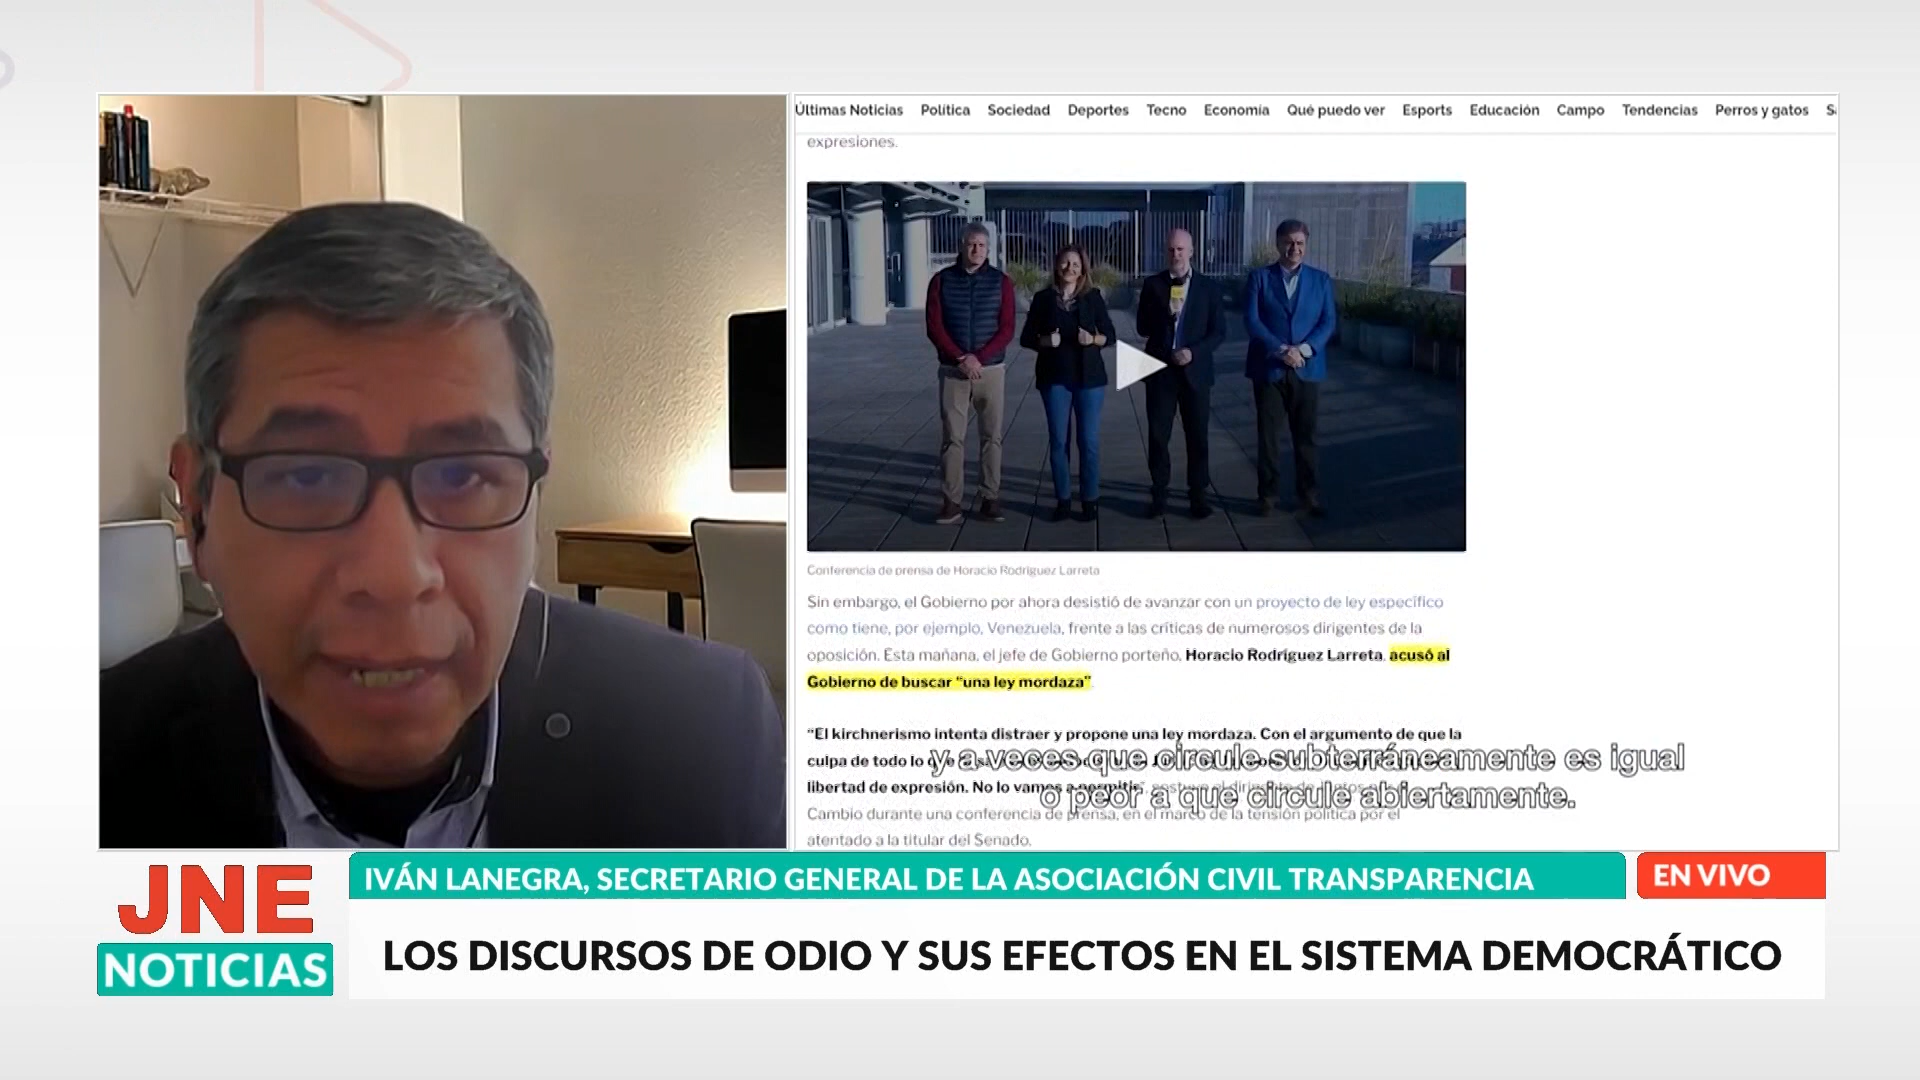 Últimas Noticias Política Sociedad Deportes Tecno Economía Qué puedo ver Esports Educación Campo Tendencias Perros y gatos S
expresiones.
Conferencia de prensa de Horacio Rodríguez Larreta
Sin embargo, el Gobierno por ahora desistió de avanzar con un proyecto de ley específico
como tiene, por ejemplo, Venezuela, frente a las críticas de numerosos dirigentes de la
oposición. Esta mañana, el jefe de Gobierno porteño, Horacio Rodríguez Larreta, acusó al
Gobierno de buscar “una ley mordaza”.
“El kirchnerismo intenta distraer y propone una ley mordaza. Con el argumento de que la
culpa de todo lo
libertad de expresión. No lo vamos a permitir”,
Cambio durante una conferencia de prensa, en el marco de la tensión política por el
atentado a la titular del Senado.
y a veces que circule subterráneamente es igual
o peor a que circule abiertamente.
IVÁN LANEGRA, SECRETARIO GENERAL DE LA ASOCIACIÓN CIVIL TRANSPARENCIA
EN VIVO
JNE
NOTICIAS
LOS DISCURSOS DE ODIO Y SUS EFECTOS EN EL SISTEMA DEMOCRÁTICO